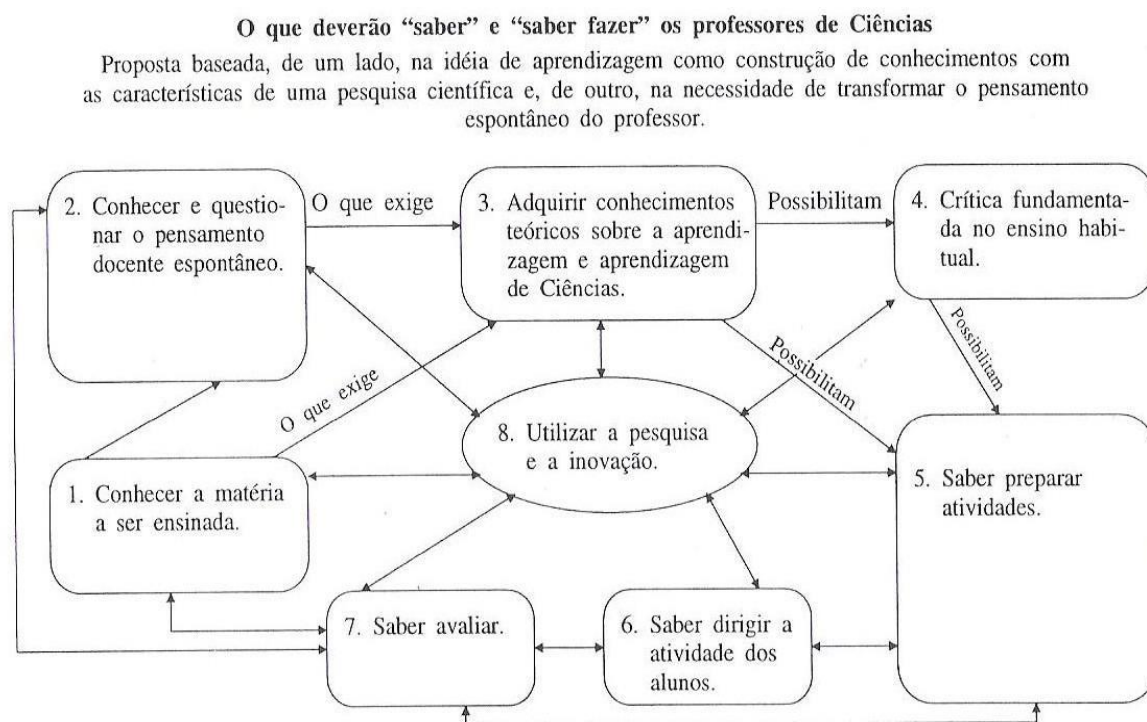 O que deverão “saber” e “saber fazer” os professores de Ciências
Proposta baseada, de um lado, na idéia de aprendizagem como construção de conhecimentos com
as características de uma pesquisa científica e, de outro, na necessidade de transformar o pensamento
espontâneo do professor.
2. Conhecer e questio-
nar o pensamento
docente espontâneo.
O que exige
3. Adquirir conhecimentos
teóricos sobre a aprendi-
zagem e aprendizagem
de Ciências.
Possibilitam
4. Crítica fundamenta-
da no ensino habi-
tual.
O que exige
Possibilitam
Possibilitam
8. Utilizar a pesquisa
e a inovação.
1. Conhecer a matéria
a ser ensinada.
5. Saber preparar
atividades.
7. Saber avaliar.
6. Saber dirigir a
atividade dos
alunos.